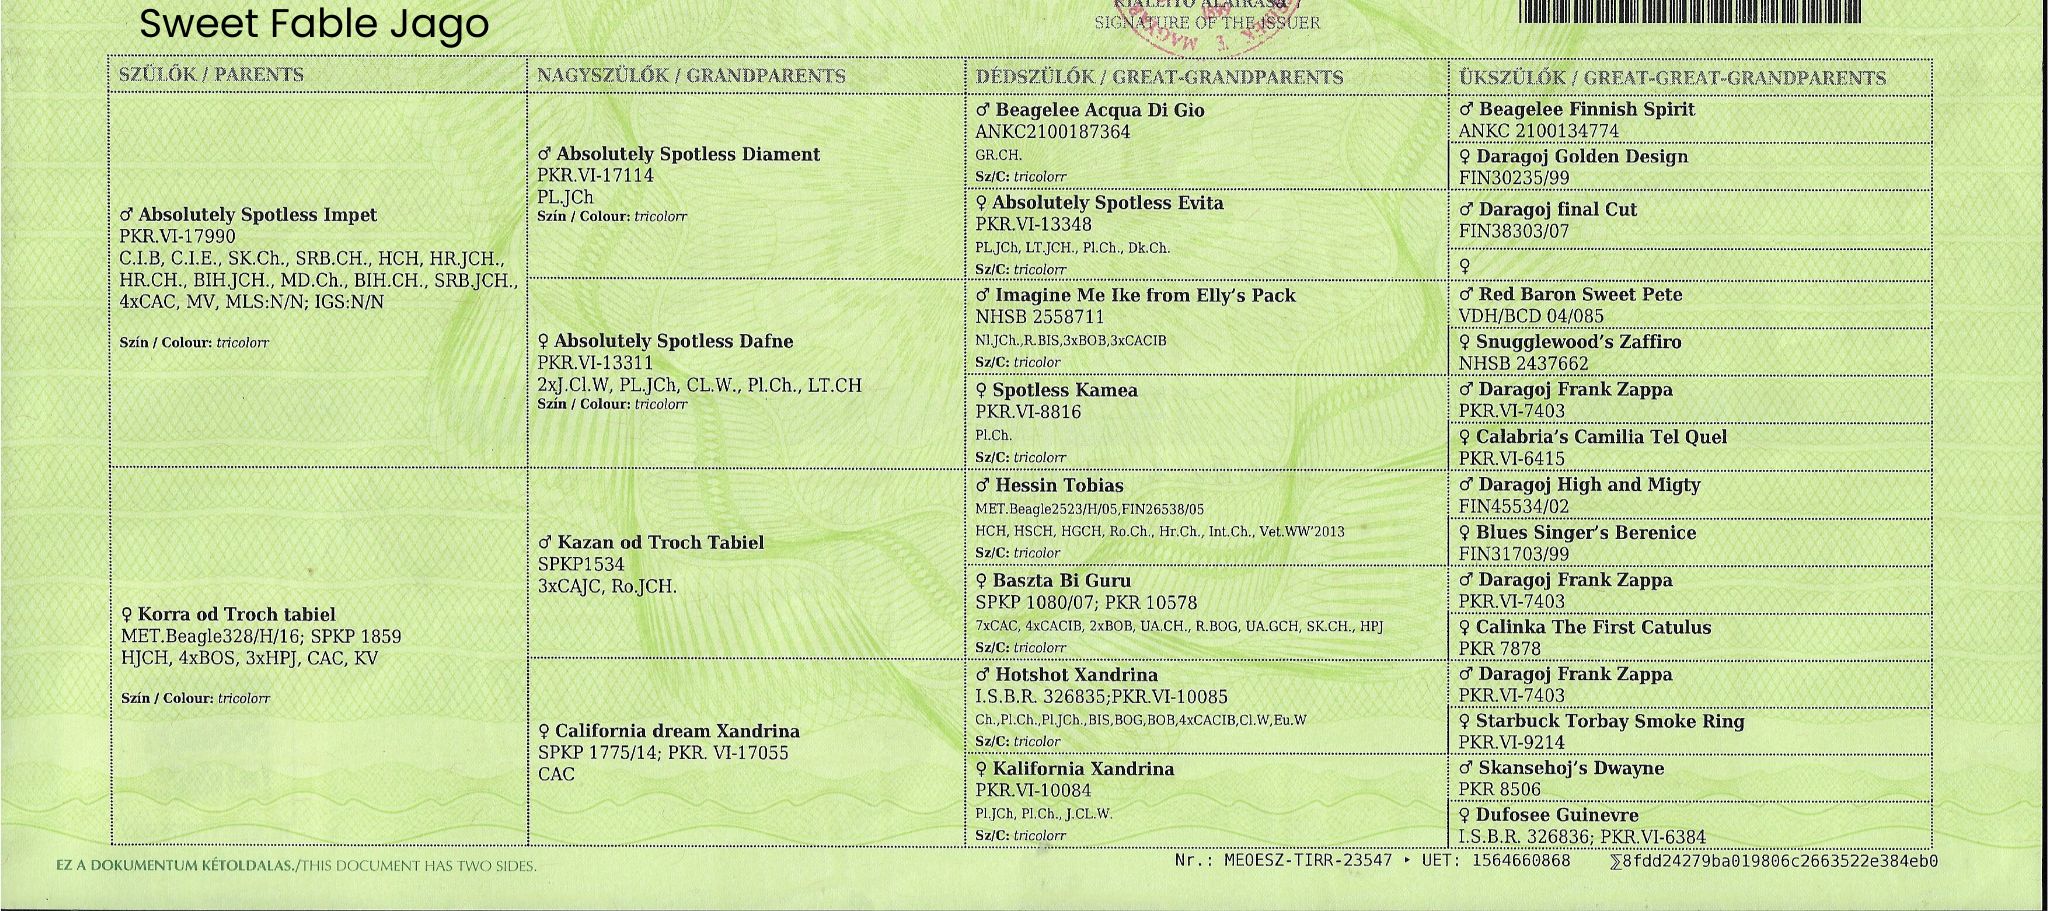 Sweet Fable Jago
SIGNATURE OF THE ISSUER
SZÜLŐK / PARENTS
♂ Absolutely Spotless Impet
PKR.VI-17990
C.I.B, C.I.E., SK.Ch., SRB.CH., HCH, HR.JCH.,
HR.CH., BIH.JCH., MD.Ch., BIH.CH., SRB.JCH.,
4xCAC, MV, MLS:N/N; IGS:N/N
Szín / Colour: tricolorr
♀ Korra od Troch tabiel
MET.Beagle328/H/16; SPKP 1859
HJCH, 4xBOS, 3xHPJ, CAC, KV
Szín / Colour: tricolorr
NAGYSZÜLŐK / GRANDPARENTS
♂ Absolutely Spotless Diament
PKR.VI-17114
PL.JCh
Szín / Colour: tricolorr
♀ Absolutely Spotless Dafne
PKR.VI-13311
2xJ.Cl.W, PL.JCh, CL.W., Pl.Ch., LT.CH
Szín / Colour: tricolorr
♂ Kazan od Troch Tabiel
SPKP1534
3xCAJC, Ro.JCH.
♀ California dream Xandrina
SPKP 1775/14; PKR. VI-17055
CAC
DÉDSZÜLŐK / GREAT-GRANDPARENTS
♂ Beagelee Acqua Di Gio
ANKC2100187364
GR.CH.
Sz/C: tricolorr
♀ Absolutely Spotless Evita
PKR.VI-13348
PL.JCh, LT.JCH., Pl.Ch., Dk.Ch.
Sz/C: tricolorr
♂ Imagine Me Ike from Elly's Pack
NHSB 2558711
Nl.JCh.,R.BIS,3xBOB,3xCACIB
Sz/C: tricolor
♀ Spotless Kamea
PKR.VI-8816
Pl.Ch.
Sz/C: tricolorr
♂ Hessin Tobias
MET.Beagle2523/H/05,FIN26538/05
HCH, HSCH, HGCH, Ro.Ch., Hr.Ch., Int.Ch., Vet.WW'2013
Sz/C: tricolor
♀ Baszta Bi Guru
SPKP 1080/07; PKR 10578
7xCAC, 4xCACIB, 2xBOB, UA.CH., R.BOG, UA.GCH, SK.CH., HPJ
Sz/C: tricolorr
♂ Hotshot Xandrina
I.S.B.R. 326835;PKR.VI-10085
Ch.,Pl.Ch.,Pl.JCh.,BIS,BOG,BOB,4xCACIB,Cl.W,Eu.W
Sz/C: tricolor
♀ Kalifornia Xandrina
PKR.VI-10084
Pl.JCh, Pl.Ch., J.CL.W.
Sz/C: tricolorr
ÜKSZÜLŐK / GREAT-GREAT-GRANDPARENTS
♂ Beagelee Finnish Spirit
ANKC 2100134774
♀ Daragoj Golden Design
FIN30235/99
♂ Daragoj final Cut
FIN38303/07
♀
♂ Red Baron Sweet Pete
VDH/BCD 04/085
♀ Snugglewood's Zaffiro
NHSB 2437662
♂ Daragoj Frank Zappa
PKR.VI-7403
♀ Calabria's Camilia Tel Quel
PKR.VI-6415
♂ Daragoj High and Migty
FIN45534/02
♀ Blues Singer's Berenice
FIN31703/99
♂ Daragoj Frank Zappa
PKR.VI-7403
♀ Calinka The First Catulus
PKR 7878
♂ Daragoj Frank Zappa
PKR.VI-7403
♀ Starbuck Torbay Smoke Ring
PKR.VI-9214
♂ Skansehoj's Dwayne
PKR 8506
♀ Dufosee Guinevre
I.S.B.R. 326836; PKR.VI-6384
EZ A DOKUMENTUM KÉTOLDALAS./THIS DOCUMENT HAS TWO SIDES.
Nr.: MEOESZ-TIRR-23547 ‣ UET: 1564660868 ∑8fdd24279ba019806c2663522e384eb0